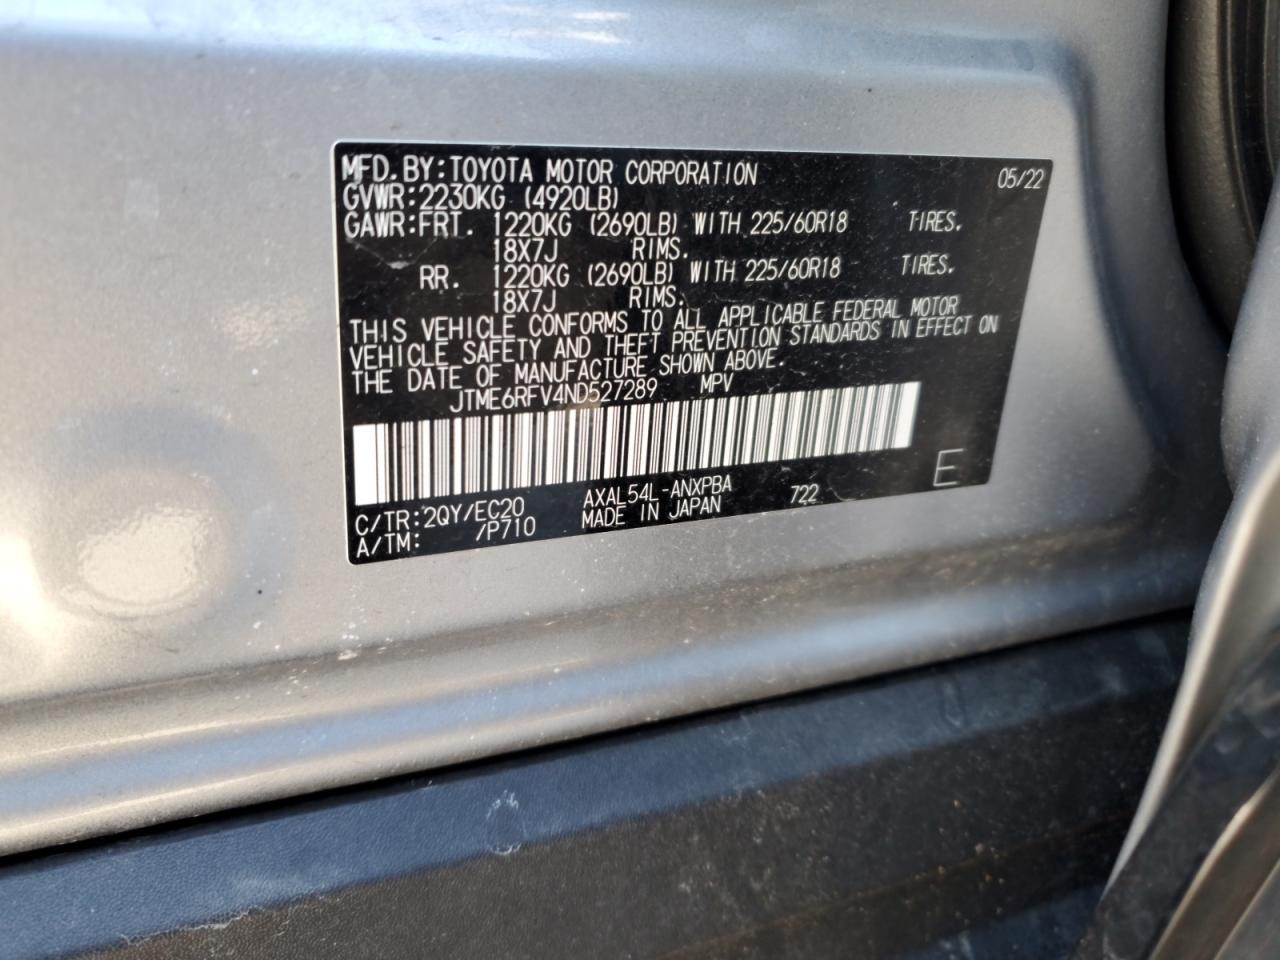 MFD. BY: TOYOTA MOTOR CORPORATION 05/22
GVWR: 2230KG (4920LB)
GAWR: FRT. 1220KG (2690LB) WITH 225/60R18 TIRES.
18X7J RIMS.
RR. 1220KG (2690LB) WITH 225/60R18 TIRES.
18X7J RIMS.
THIS VEHICLE CONFORMS TO ALL APPLICABLE FEDERAL MOTOR
VEHICLE SAFETY AND THEFT PREVENTION STANDARDS IN EFFECT ON
THE DATE OF MANUFACTURE SHOWN ABOVE.
JTME6RFV4ND527289 MPV
C/TR: 2QY/EC20 AXAL54L-ANXPBA 722 E
A/TM: /P710 MADE IN JAPAN